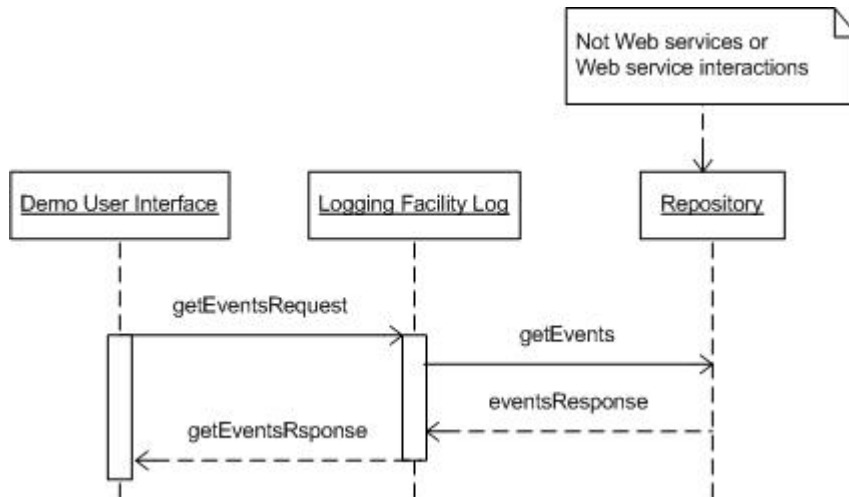 Not Web services or
Web service interactions
Demo User Interface
Logging Facility Log
Repository
getEventsRequest
getEvents
eventsResponse
getEventsRsponse